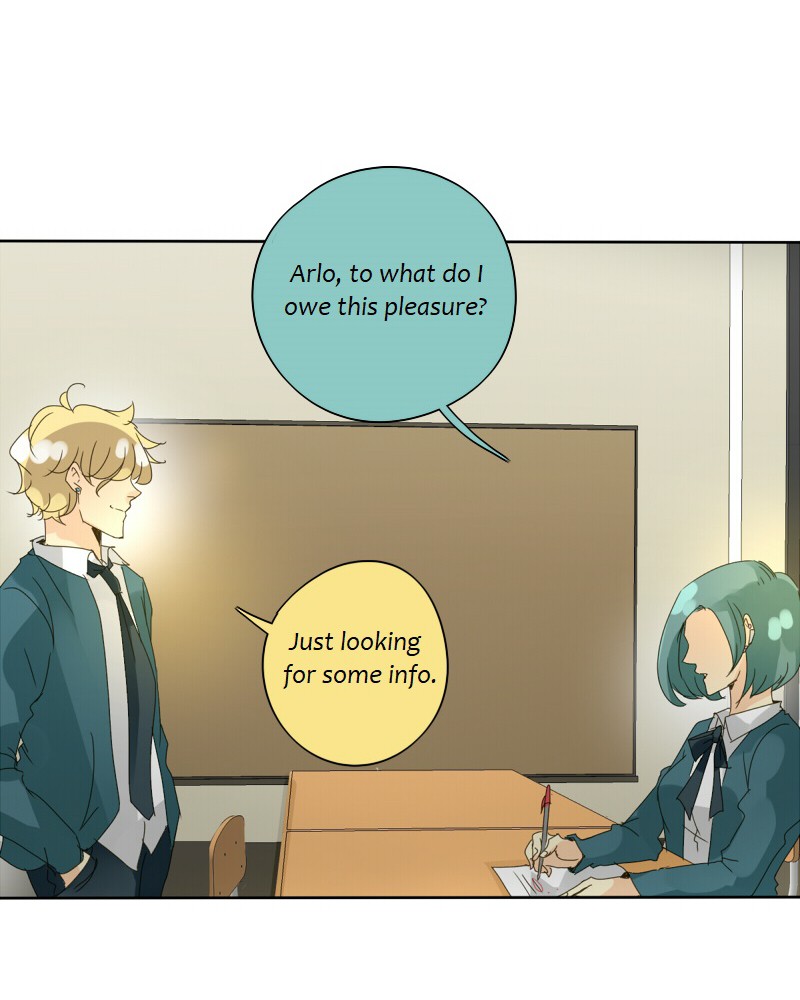 Arlo, to what do I
owe this pleasure?
Just looking
for some info.